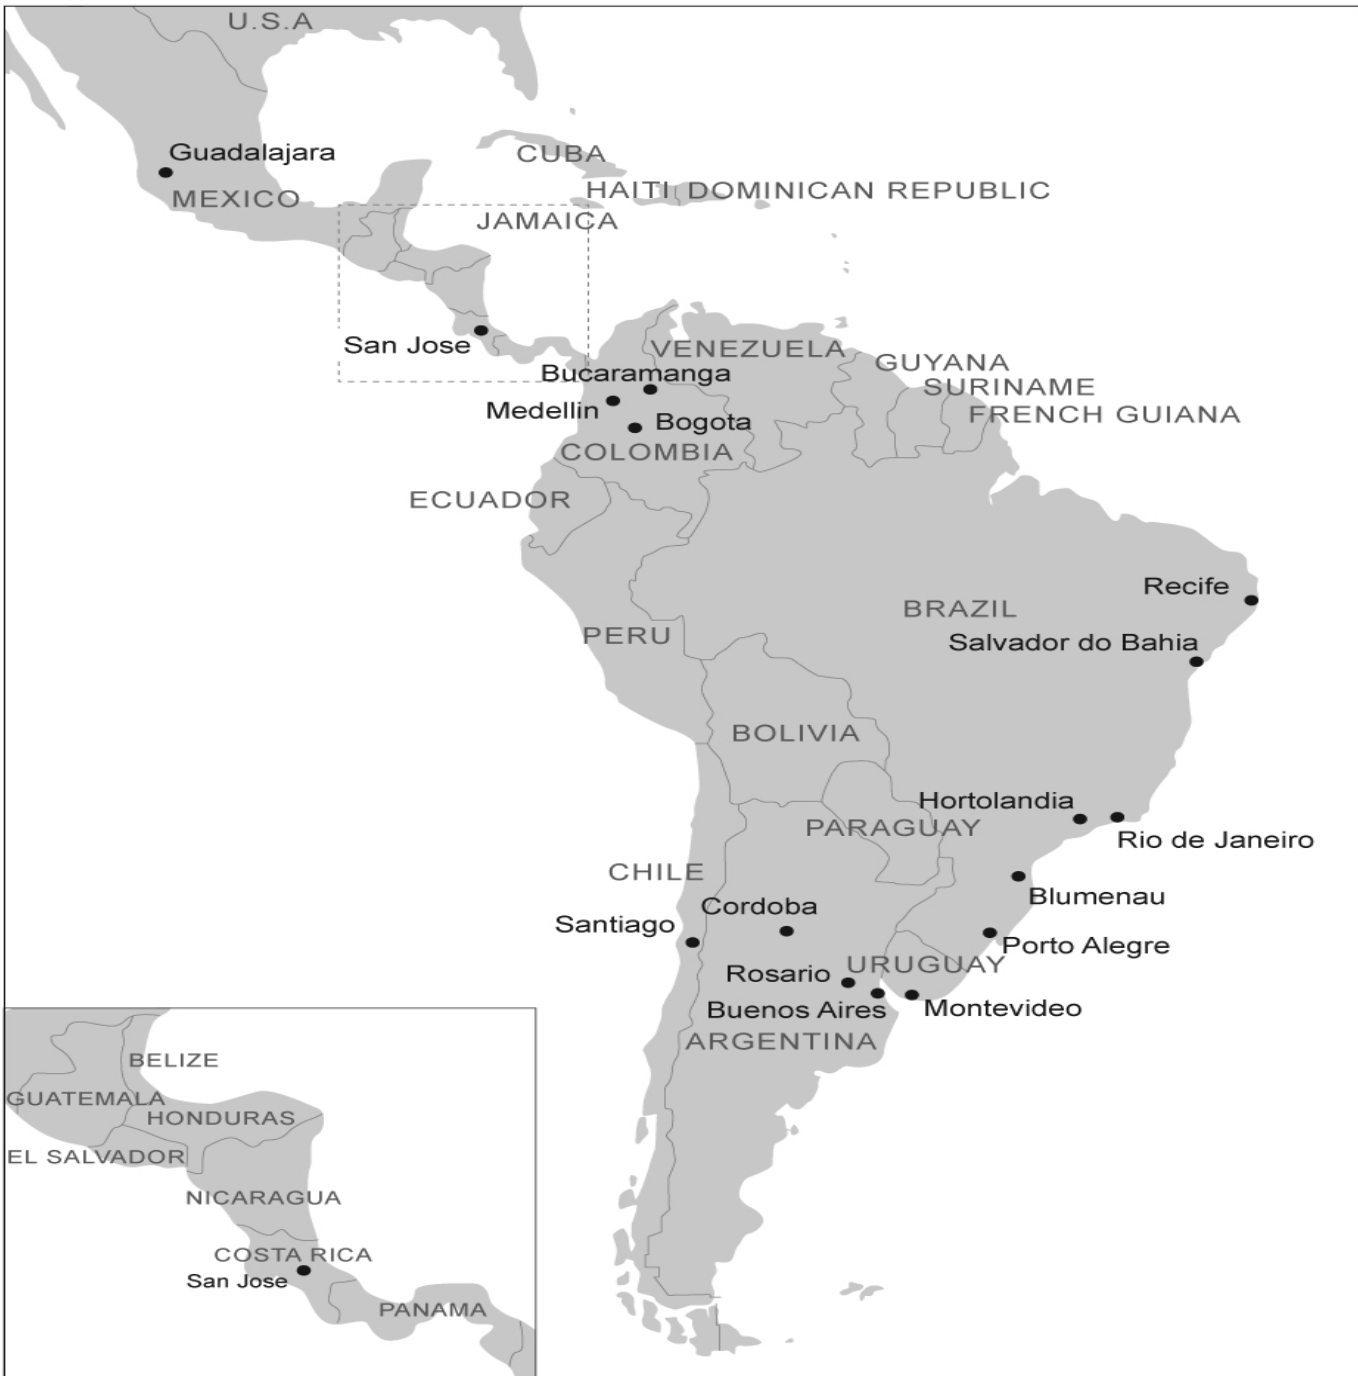 U.S.A
Guadalajara
CUBA
MEXICO
HAITI DOMINICAN REPUBLIC
JAMAICA
San Jose
VENEZUELA
GUYANA
Bucaramanga
SURINAME
Medellin
FRENCH GUIANA
Bogota
COLOMBIA
ECUADOR
Recife
BRAZIL
PERU
Salvador do Bahia
BOLIVIA
Hortolandia
PARAGUAY
Rio de Janeiro
CHILE
Blumenau
Cordoba
Santiago
Porto Alegre
URUGUAY
Rosario
Buenos Aires
Montevideo
ARGENTINA
BELIZE
GUATEMALA
HONDURAS
EL SALVADOR
NICARAGUA
COSTA RICA
San Jose
PANAMA